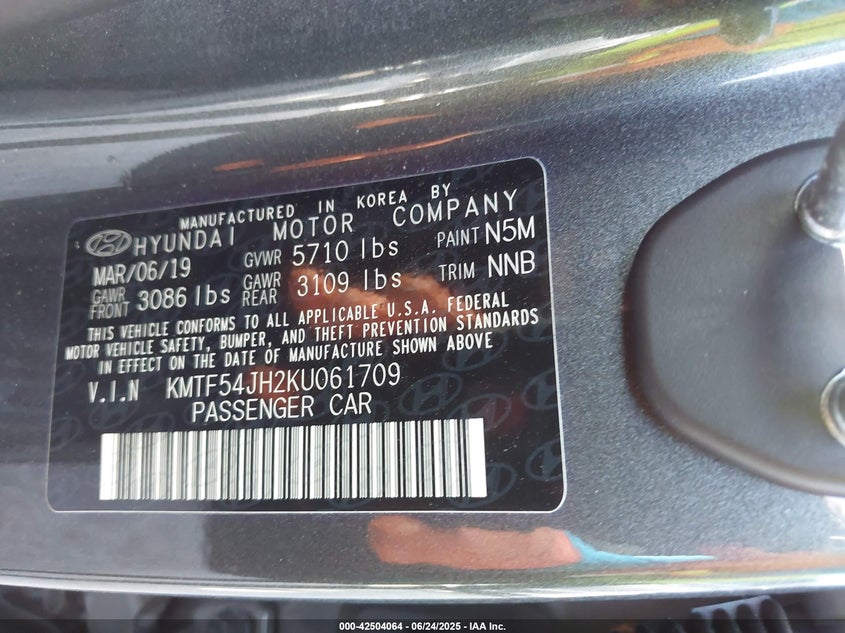 MANUFACTURED IN KOREA BY
HYUNDAI MOTOR COMPANY
MAR/06/19 GVWR 5710 lbs PAINT N5M
GAWR FRONT 3086 lbs GAWR REAR 3109 lbs TRIM NNB
THIS VEHICLE CONFORMS TO ALL APPLICABLE U.S.A. FEDERAL
MOTOR VEHICLE SAFETY, BUMPER, AND THEFT PREVENTION STANDARDS
IN EFFECT ON THE DATE OF MANUFACTURE SHOWN ABOVE
V.I.N KMTF54JH2KU061709
PASSENGER CAR
000-42504064 - 06/24/2025 - IAA Inc.